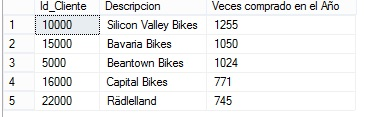 Id_Cliente Descripcion Veces comprado en el Año
1 10000 Silicon Valley Bikes 1255
2 15000 Bavaria Bikes 1050
3 5000 Beantown Bikes 1024
4 16000 Capital Bikes 771
5 22000 Rädlelland 745